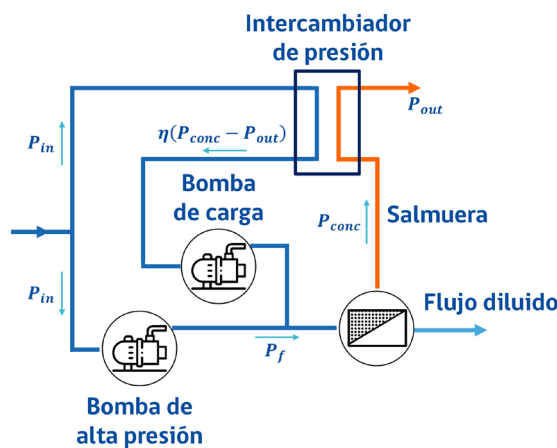 Intercambiador
de presión
P_out
P_in
η(P_conc − P_out)
Bomba
de carga
P_conc
Salmuera
P_in
Flujo diluido
P_f
Bomba de
alta presión